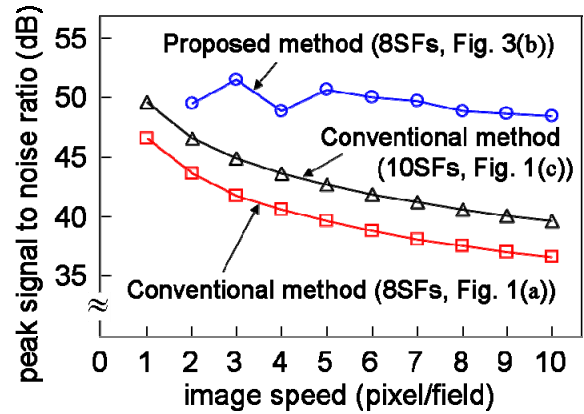 peak signal to noise ratio (dB)
55
50
45
40
35
≈
Proposed method (8SFs, Fig. 3(b))
Conventional method
(10SFs, Fig. 1(c))
Conventional method (8SFs, Fig. 1(a))
0 1 2 3 4 5 6 7 8 9 10
image speed (pixel/field)